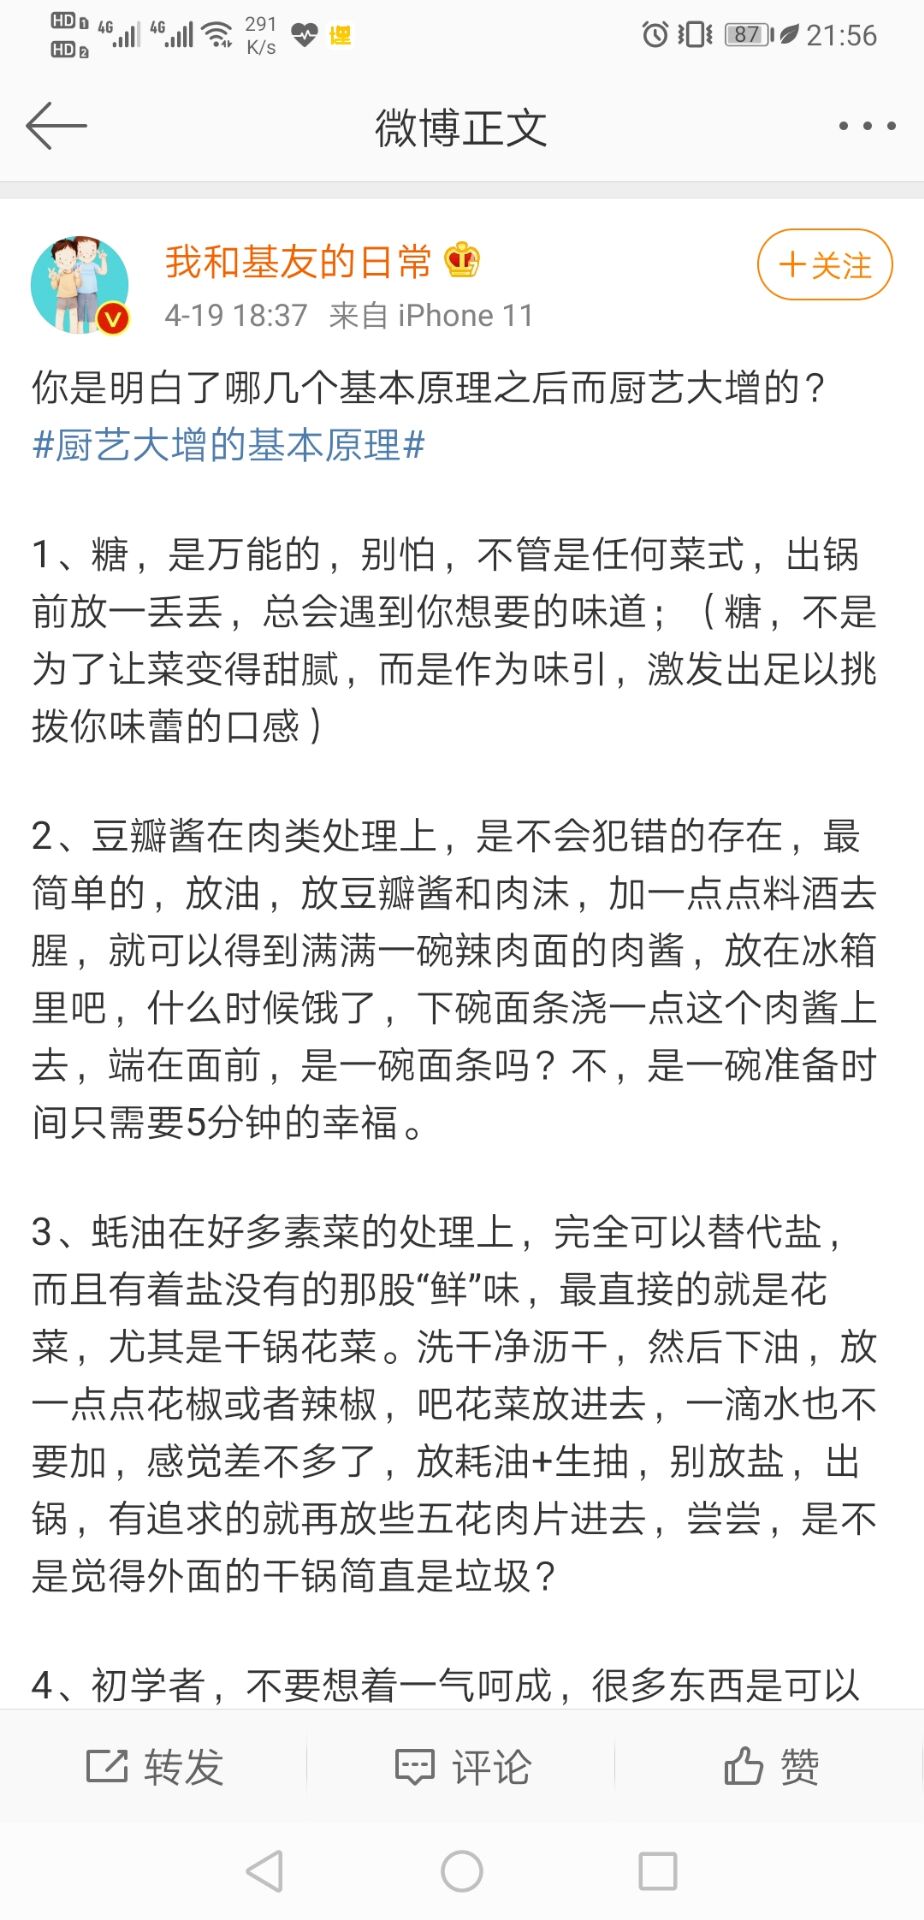 HD 1 4G 4G 291 K/s 埋 87 21:56
HD 2
微博正文
我和基友的日常
+关注
4-19 18:37 来自 iPhone 11
你是明白了哪几个基本原理之后而厨艺大增的?
#厨艺大增的基本原理#
1、糖，是万能的，别怕，不管是任何菜式，出锅
前放一丢丢，总会遇到你想要的味道；（糖，不是
为了让菜变得甜腻，而是作为味引，激发出足以挑
拨你味蕾的口感）
2、豆瓣酱在肉类处理上，是不会犯错的存在，最
简单的，放油，放豆瓣酱和肉沫，加一点点料酒去
腥，就可以得到满满一碗辣肉面的肉酱，放在冰箱
里吧，什么时候饿了，下碗面条浇一点这个肉酱上
去，端在面前，是一碗面条吗？不，是一碗准备时
间只需要5分钟的幸福。
3、蚝油在好多素菜的处理上，完全可以替代盐，
而且有着盐没有的那股“鲜”味，最直接的就是花
菜，尤其是干锅花菜。洗干净沥干，然后下油，放
一点点花椒或者辣椒，吧花菜放进去，一滴水也不
要加，感觉差不多了，放耗油+生抽，别放盐，出
锅，有追求的就再放些五花肉片进去，尝尝，是不
是觉得外面的干锅简直是垃圾？
4、初学者，不要想着一气呵成，很多东西是可以
转发 评论 赞